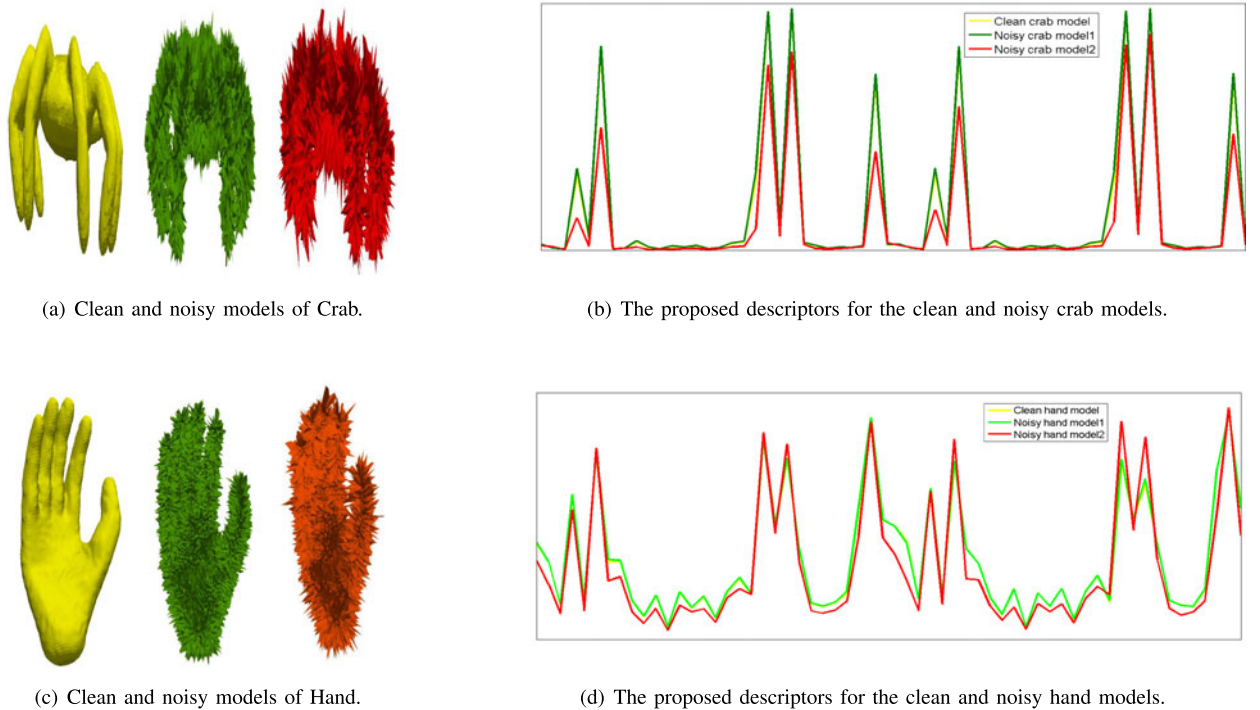 Clean crab model
Noisy crab model1
Noisy crab model2
(a) Clean and noisy models of Crab.
(b) The proposed descriptors for the clean and noisy crab models.
Clean hand model
Noisy hand model1
Noisy hand model2
(c) Clean and noisy models of Hand.
(d) The proposed descriptors for the clean and noisy hand models.